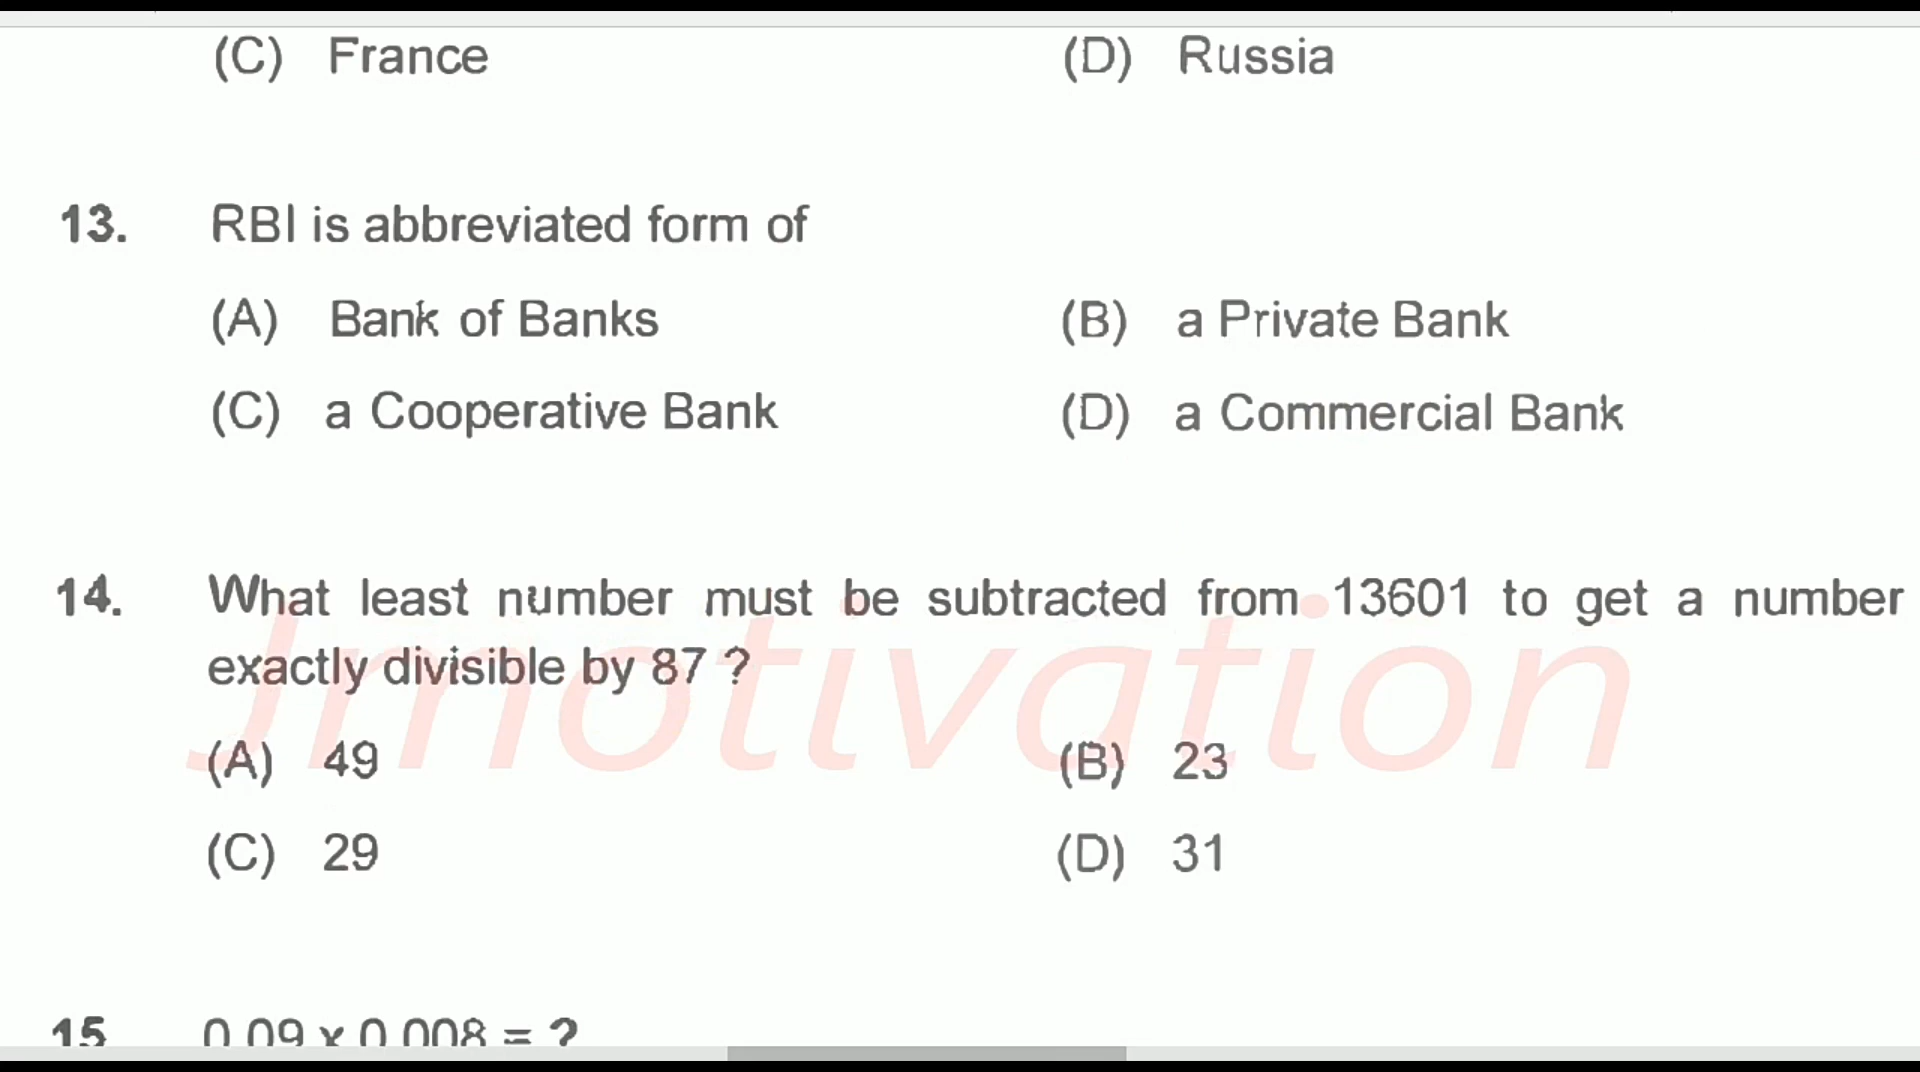 (C) France (D) Russia
13. RBI is abbreviated form of
(A) Bank of Banks (B) a Private Bank
(C) a Cooperative Bank (D) a Commercial Bank
14. What least number must be subtracted from 13601 to get a number
exactly divisible by 87 ?
Jmotivation
(A) 49 (B) 23
(C) 29 (D) 31
15 0.09 x 0.008 = ?